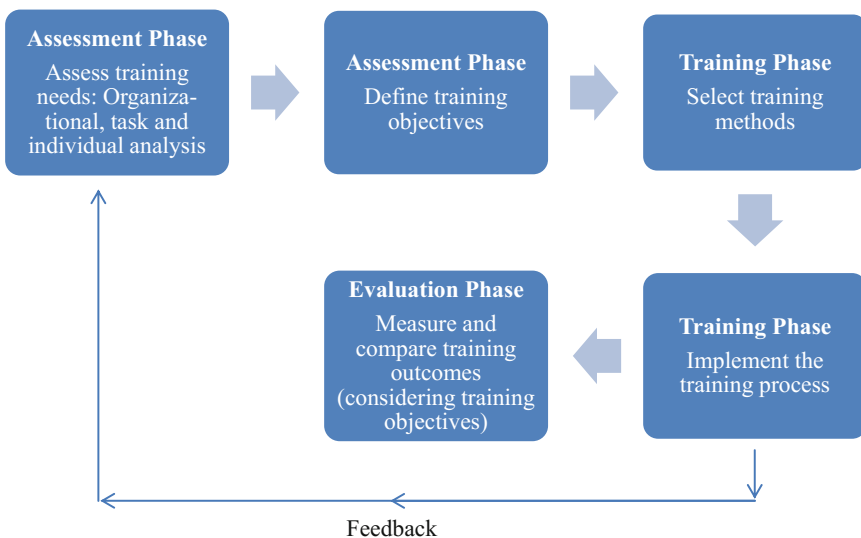 Assessment Phase
Assess training
needs: Organiza-
tional, task and
individual analysis
Assessment Phase
Define training
objectives
Training Phase
Select training
methods
Training Phase
Implement the
training process
Evaluation Phase
Measure and
compare training
outcomes
(considering training
objectives)
Feedback